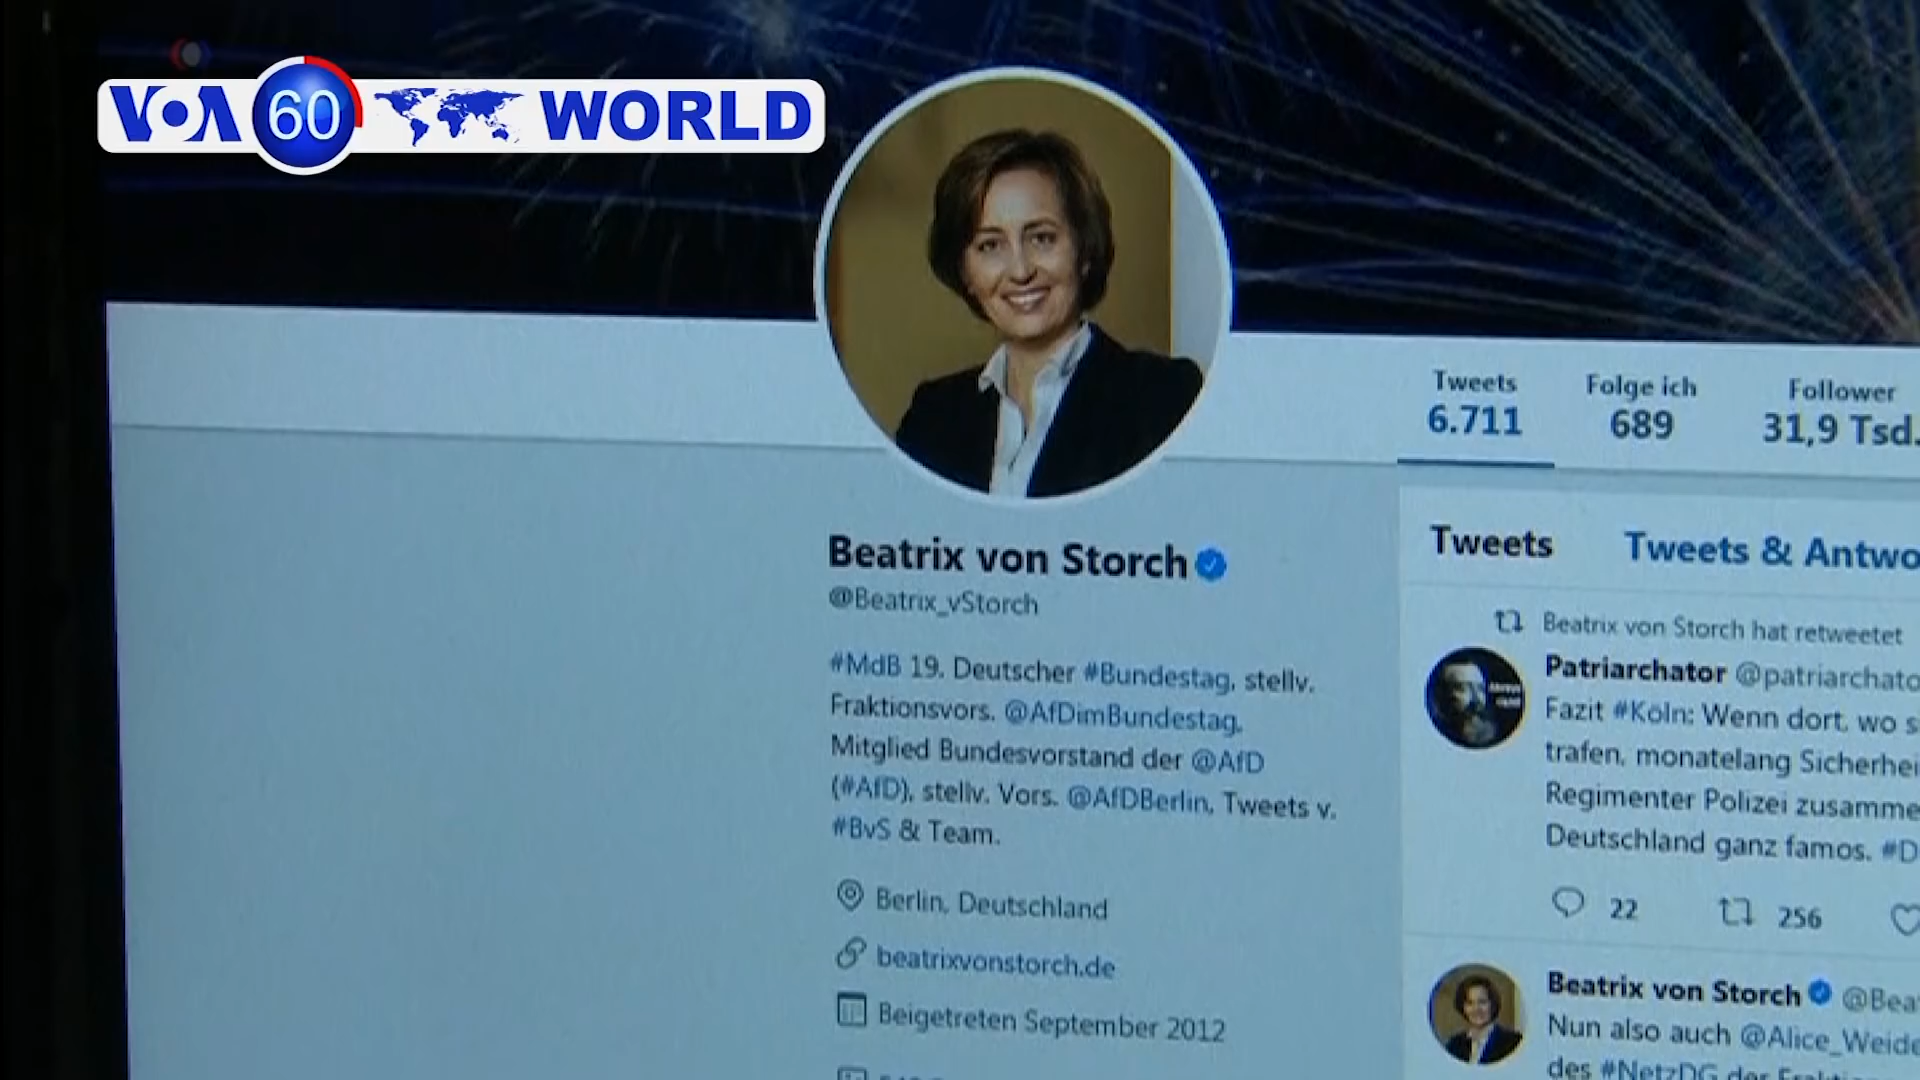 VOA 60 WORLD
Tweets Folge ich Follower
6.711 689 31,9 Tsd.
Beatrix von Storch
@Beatrix_vStorch
#MdB 19. Deutscher #Bundestag, stellv.
Fraktionsvors. @AfDimBundestag,
Mitglied Bundesvorstand der @AfD
(#AfD), stellv. Vors. @AfDBerlin, Tweets v.
#BvS & Team.
Berlin, Deutschland
beatrixvonstorch.de
Beigetreten September 2012
Tweets Tweets & Antwo
Beatrix von Storch hat retweetet
Patriarchator @patriarchato
Fazit #Köln: Wenn dort, wo s
trafen, monatelang Sicherhei
Regimenter Polizei zusamme
Deutschland ganz famos. #D
22 256
Beatrix von Storch @Bea
Nun also auch @Alice_Weide
des #NetzDG der